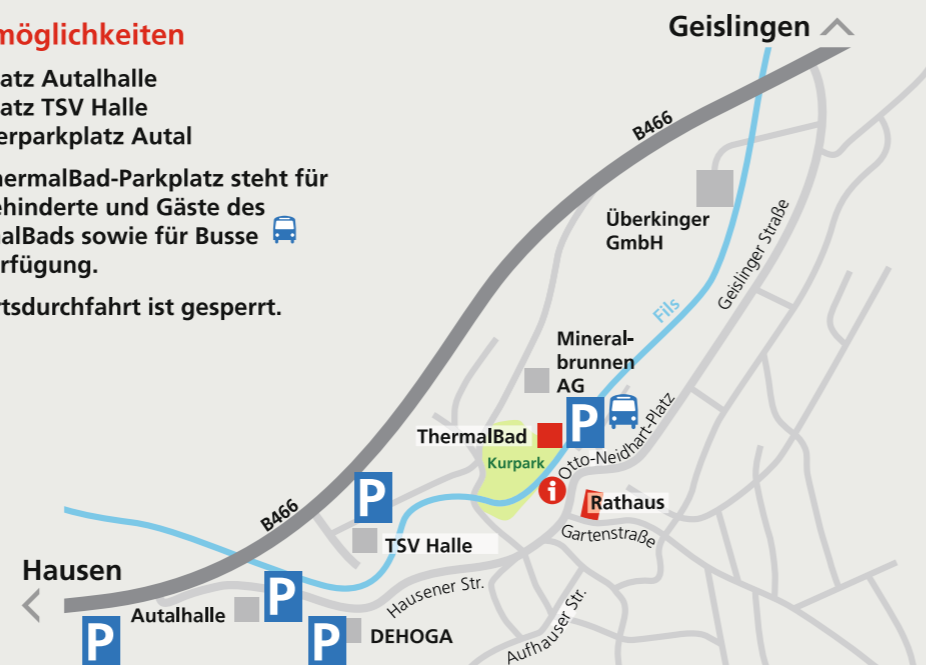 möglichkeiten
atz Autalhalle
atz TSV Halle
erparkplatz Autal
hermalBad-Parkplatz steht für
ehinderte und Gäste des
alBads sowie für Busse
rfügung.
rtsdurchfahrt ist gesperrt.
Geislingen
B466
Überkinger
GmbH
Geislinger Straße
Fils
Mineral-
brunnen
AG
P
ThermalBad
Kurpark
Otto-Neidhart-Platz
i
Rathaus
Gartenstraße
P
B466
TSV Halle
Hausen
Hausener Str.
P
Autalhalle
P
P
DEHOGA
Aufhauser Str.